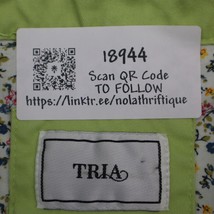 18944
Scan QR Code
TO FOLLOW
https://linktr.ee/nolathriftique
TRIA